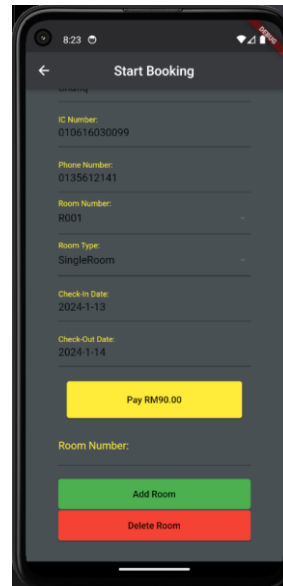 8:23
DEBUG
Start Booking
IC Number:
010616030099
Phone Number:
0135612141
Room Number:
R001
Room Type:
SingleRoom
Check-In Date:
2024-1-13
Check-Out Date:
2024-1-14
Pay RM90.00
Room Number:
Add Room
Delete Room